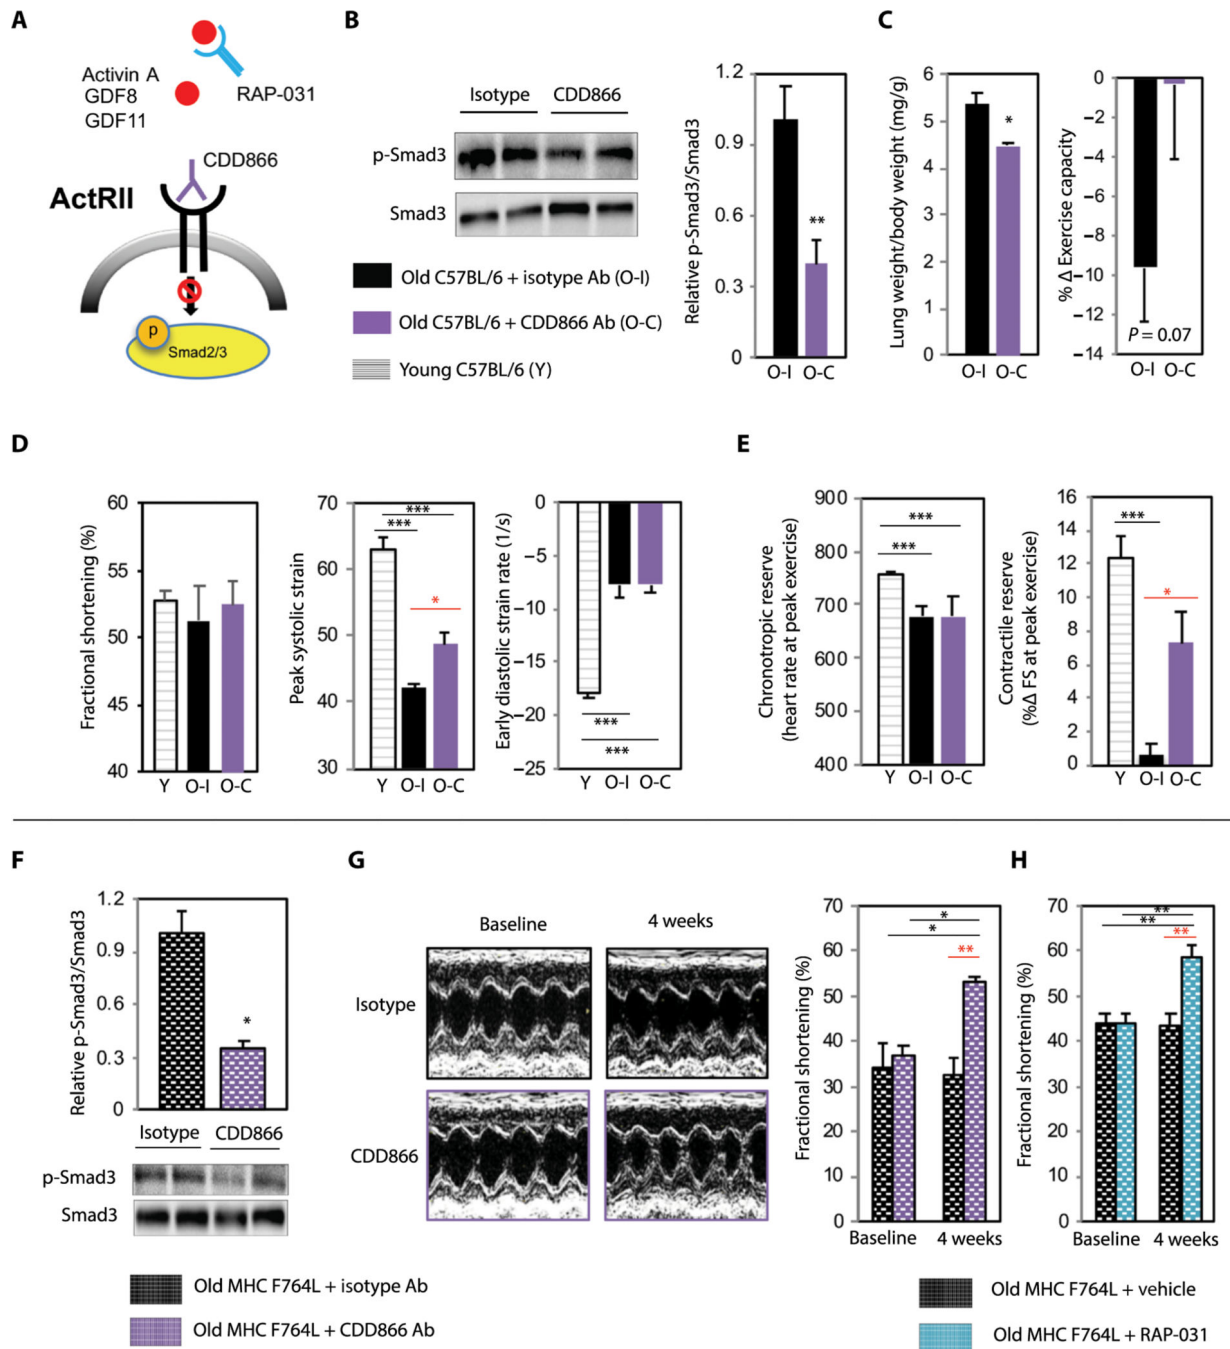 A
Activin A
GDF8
GDF11
RAP-031
CDD866
ActRII
p
Smad2/3
B
Isotype CDD866
p-Smad3
Smad3
Old C57BL/6 + isotype Ab (O-I)
Old C57BL/6 + CDD866 Ab (O-C)
Young C57BL/6 (Y)
Relative p-Smad3/Smad3
1.2
0.9
0.6
0.3
0
**
O-I O-C
C
Lung weight/body weight (mg/g)
6
5
4
3
2
1
0
*
O-I O-C
% Δ Exercise capacity
0
−2
−4
−6
−8
−10
−12
−14
P = 0.07
O-I O-C
D
Fractional shortening (%)
60
55
50
45
40
Y O-I O-C
Peak systolic strain
70
60
50
40
30
***
***
*
Y O-I O-C
Early diastolic strain rate (1/s)
0
−5
−10
−15
−20
−25
***
***
Y O-I O-C
E
Chronotropic reserve
(heart rate at peak exercise)
900
800
700
600
500
400
***
***
Y O-I O-C
Contractile reserve
(%Δ FS at peak exercise)
16
14
12
10
8
6
4
2
0
***
*
Y O-I O-C
F
Relative p-Smad3/Smad3
1.2
0.9
0.6
0.3
0
*
Isotype CDD866
p-Smad3
Smad3
Old MHC F764L + isotype Ab
Old MHC F764L + CDD866 Ab
G
Baseline 4 weeks
Isotype
CDD866
Fractional shortening (%)
70
60
50
40
30
20
10
0
*
*
**
Baseline 4 weeks
H
Fractional shortening (%)
70
60
50
40
30
20
10
0
**
**
**
Baseline 4 weeks
Old MHC F764L + vehicle
Old MHC F764L + RAP-031